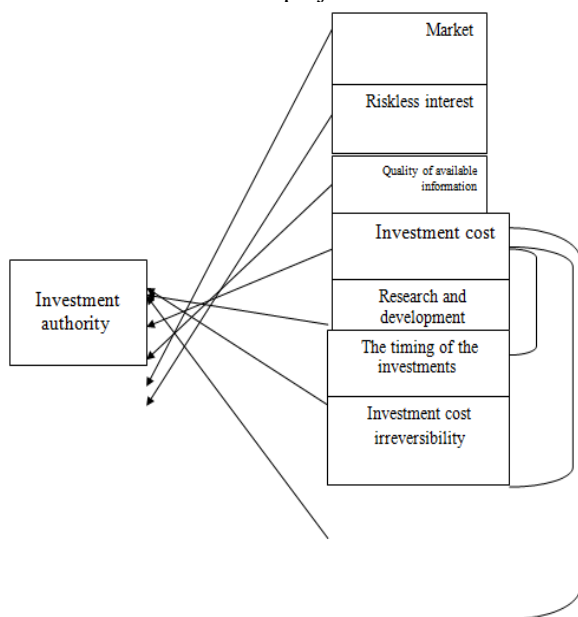 Market
Riskless interest
Quality of available
information
Investment cost
Investment
authority
Research and
development
The timing of the
investments
Investment cost
irreversibility